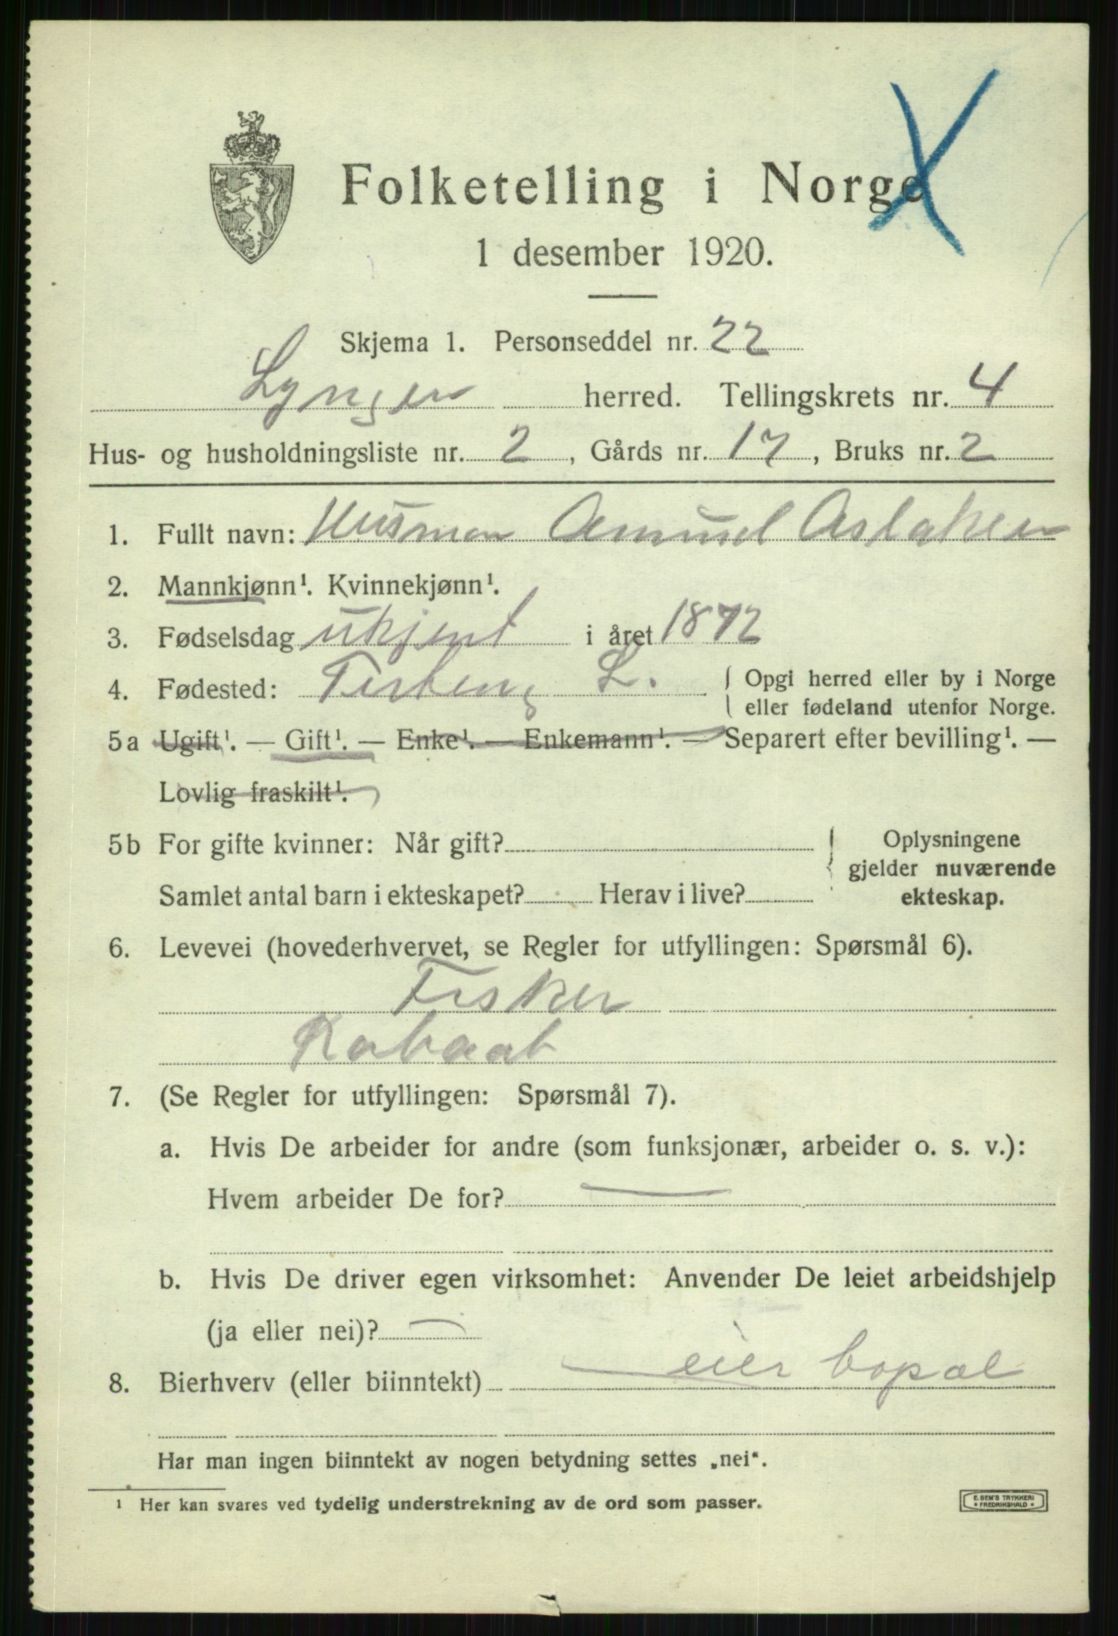 Folketelling i Norge
1 desember 1920.
Skjema 1. Personseddel nr. 22
Lyngen herred. Tellingskrets nr. 4
Hus- og husholdningsliste nr. 2, Gårds nr. 17, Bruks nr. 2
1. Fullt navn: Husman Amund Aslaksen
2. Mannkjønn¹. Kvinnekjønn¹.
3. Fødselsdag ukjent i året 1872
4. Fødested: L. { Opgi herred eller by i Norge
eller fødeland utenfor Norge.
5a Ugift¹. — Gift¹. — Enke¹. — Enkemann¹. — Separert efter bevilling¹. —
Lovlig fraskilt¹.
5b For gifte kvinner: Når gift? { Oplysningene
gjelder nuværende
Samlet antal barn i ekteskapet? Herav i live? ekteskap.
6. Levevei (hovederhvervet, se Regler for utfyllingen: Spørsmål 6).
Fisker
7. (Se Regler for utfyllingen: Spørsmål 7).
a. Hvis De arbeider for andre (som funksjonær, arbeider o. s. v.):
Hvem arbeider De for? —
b. Hvis De driver egen virksomhet: Anvender De leiet arbeidshjelp
(ja eller nei)? —
8. Bierhverv (eller biinntekt) — eier bopæl
Har man ingen biinntekt av nogen betydning settes „nei“.
¹ Her kan svares ved tydelig understrekning av de ord som passer.
E. SEM'S TRYKKERI
• FREDRIKSHALD •